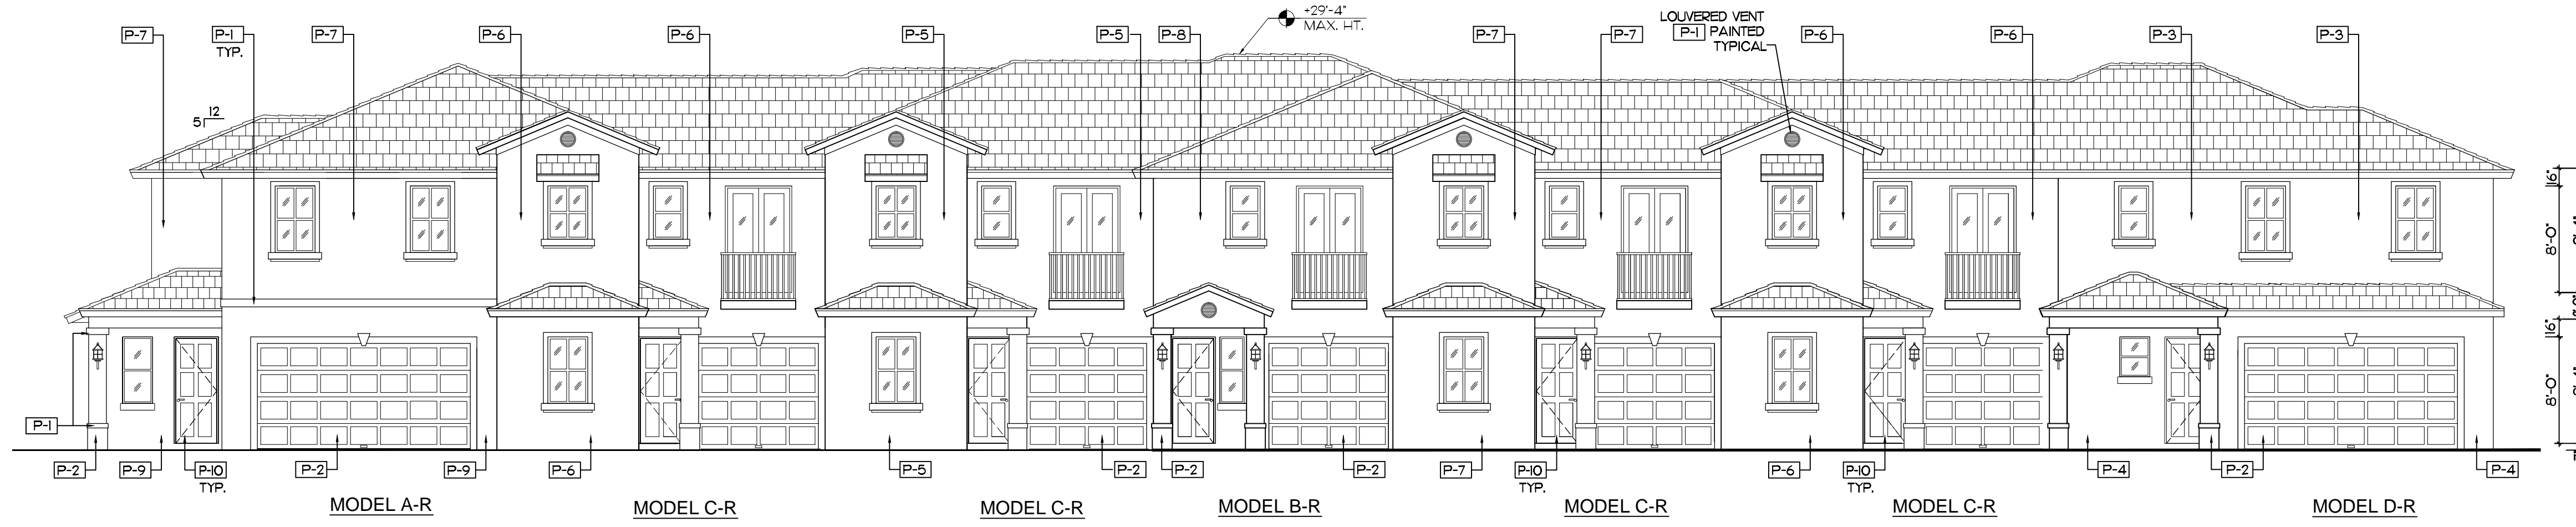 +29'-4"
MAX. HT.
LOUVERED VENT
P-1 PAINTED
TYPICAL
P-7
P-1
TYP.
P-7
P-6
P-6
P-5
P-5
P-8
P-7
P-7
P-6
P-6
P-3
P-3
12
5
16"
8'-0"
16"
8'-0"
P-1
P-2
P-9
P-10
TYP.
P-2
P-9
P-6
P-5
P-2
P-2
P-2
P-7
P-10
TYP.
P-6
P-10
TYP.
P-4
P-2
P-4
MODEL A-R
MODEL C-R
MODEL C-R
MODEL B-R
MODEL C-R
MODEL C-R
MODEL D-R